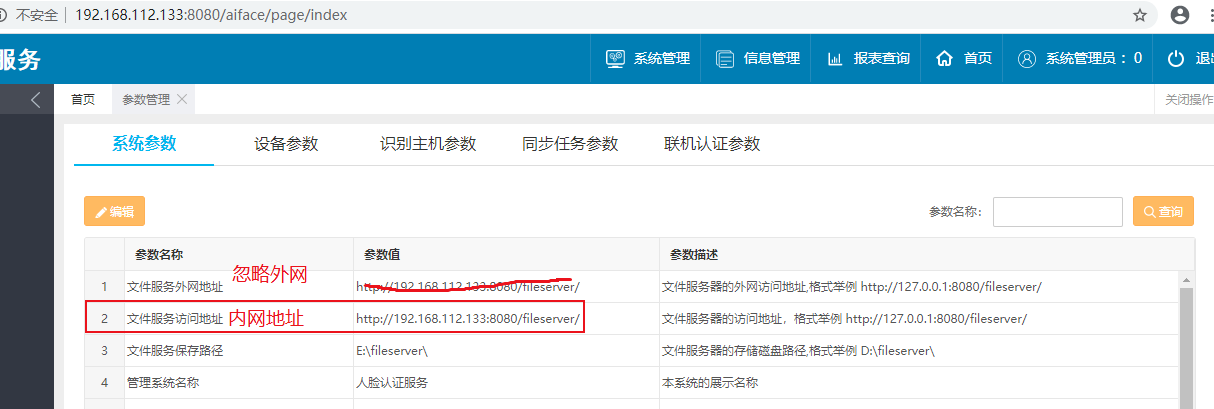 不安全 192.168.112.133:8080/aiface/page/index
服务 系统管理 信息管理 报表查询 首页 系统管理员：0
首页 参数管理 关闭操作
系统参数 设备参数 识别主机参数 同步任务参数 联机认证参数
编辑 参数名称： 查询
参数名称 参数值 参数描述
忽略外网
1 文件服务外网地址 http://192.168.112.133:8080/fileserver/ 文件服务器的外网访问地址,格式举例 http://127.0.0.1:8080/fileserver/
2 文件服务访问地址 内网地址 http://192.168.112.133:8080/fileserver/ 文件服务器的访问地址，格式举例 http://127.0.0.1:8080/fileserver/
3 文件服务保存路径 E:\fileserver\ 文件服务器的存储磁盘路径,格式举例 D:\fileserver\
4 管理系统名称 人脸认证服务 本系统的展示名称